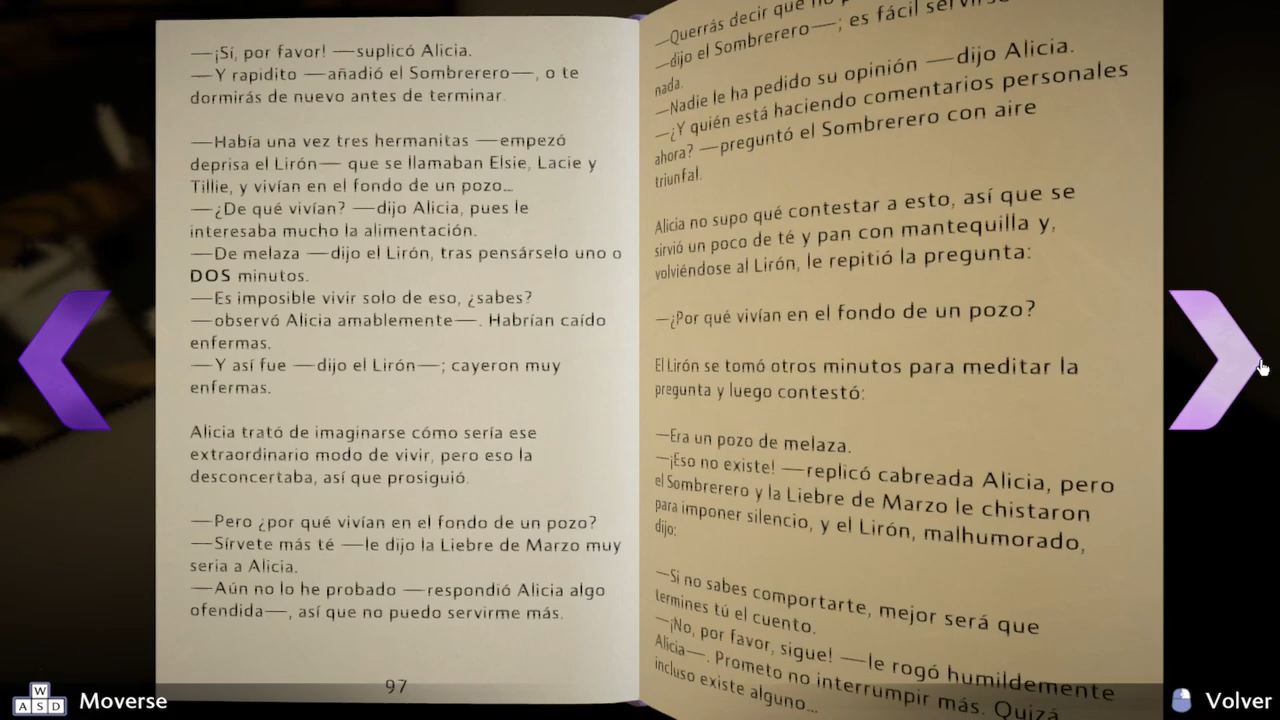 —¡Sí, por favor! —suplicó Alicia.
—Y rapidito —añadió el Sombrerero—, o te
dormirás de nuevo antes de terminar.
—Había una vez tres hermanitas —empezó
deprisa el Lirón— que se llamaban Elsie, Lacie y
Tillie, y vivían en el fondo de un pozo...
—¿De qué vivían? —dijo Alicia, pues le
interesaba mucho la alimentación.
—De melaza —dijo el Lirón, tras pensárselo uno o
DOS minutos.
—Es imposible vivir solo de eso, ¿sabes?
—observó Alicia amablemente—. Habrían caído
enfermas.
—Y así fue —dijo el Lirón—; cayeron muy
enfermas.
Alicia trató de imaginarse cómo sería ese
extraordinario modo de vivir, pero eso la
desconcertaba, así que prosiguió.
—Pero ¿por qué vivían en el fondo de un pozo?
—Sírvete más té —le dijo la Liebre de Marzo muy
seria a Alicia.
—Aún no lo he probado —respondió Alicia algo
ofendida—, así que no puedo servirme más.
97
—Querrás decir que no
—dijo el Sombrerero—; es fácil servirse
nada.
—Nadie le ha pedido su opinión —dijo Alicia.
—¿Y quién está haciendo comentarios personales
ahora? —preguntó el Sombrerero con aire
triunfal.
Alicia no supo qué contestar a esto, así que se
sirvió un poco de té y pan con mantequilla y,
volviéndose al Lirón, le repitió la pregunta:
—¿Por qué vivían en el fondo de un pozo?
El Lirón se tomó otros minutos para meditar la
pregunta y luego contestó:
—Era un pozo de melaza.
—¡Eso no existe! —replicó cabreada Alicia, pero
el Sombrerero y la Liebre de Marzo le chistaron
para imponer silencio, y el Lirón, malhumorado,
dijo:
—Si no sabes comportarte, mejor será que
termines tú el cuento.
—¡No, por favor, sigue! —le rogó humildemente
Alicia—. Prometo no interrumpir más. Quizá
incluso existe alguno...
W
A S D
Moverse
Volver